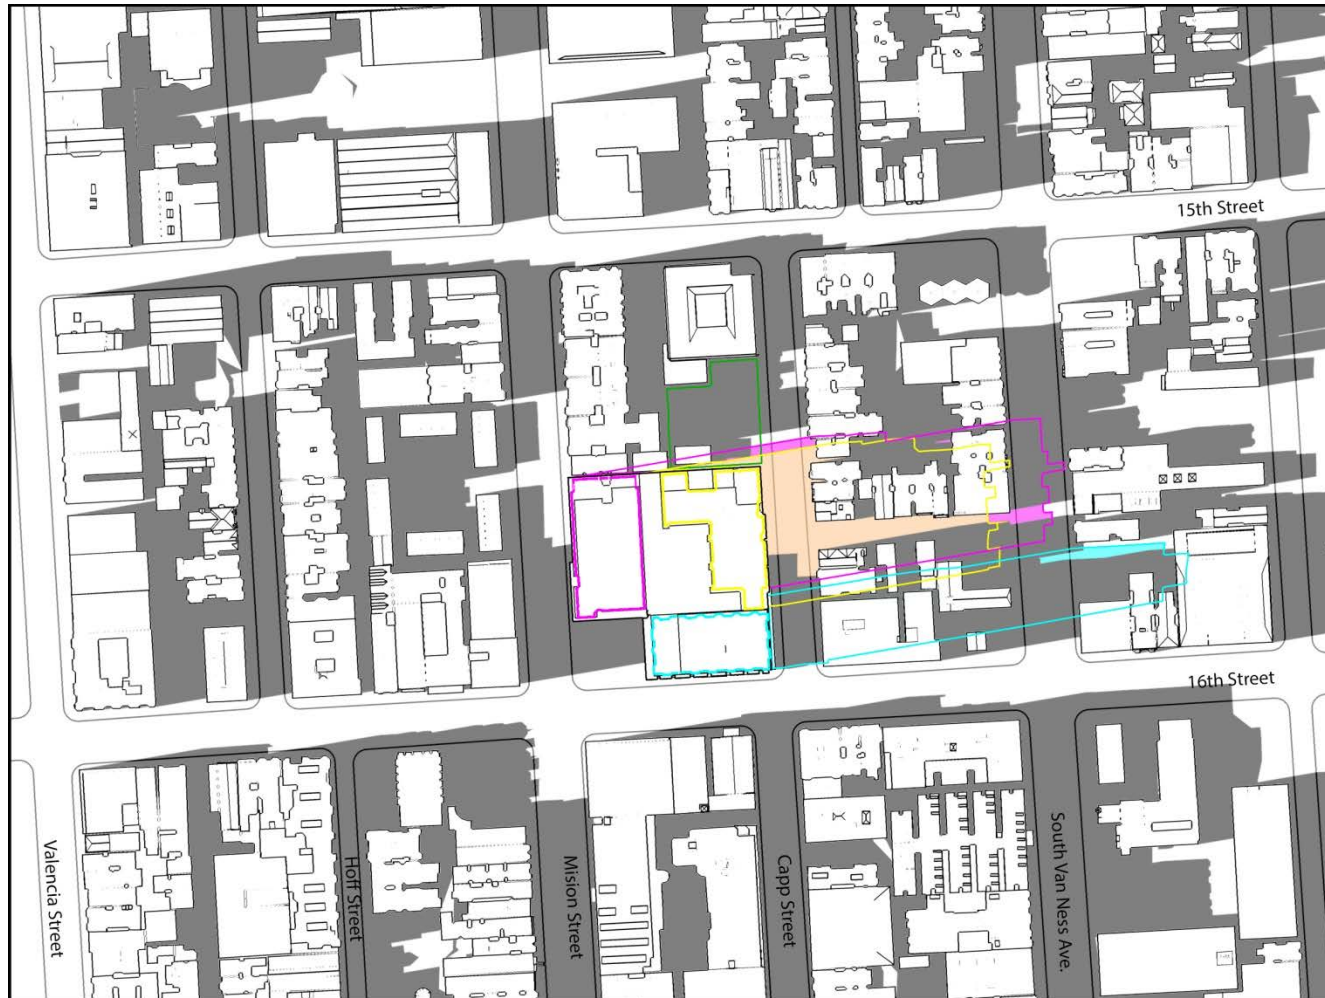 15th Street
16th Street
Valencia Street
Hoff Street
Mision Street
Capp Street
South Van Ness Ave.